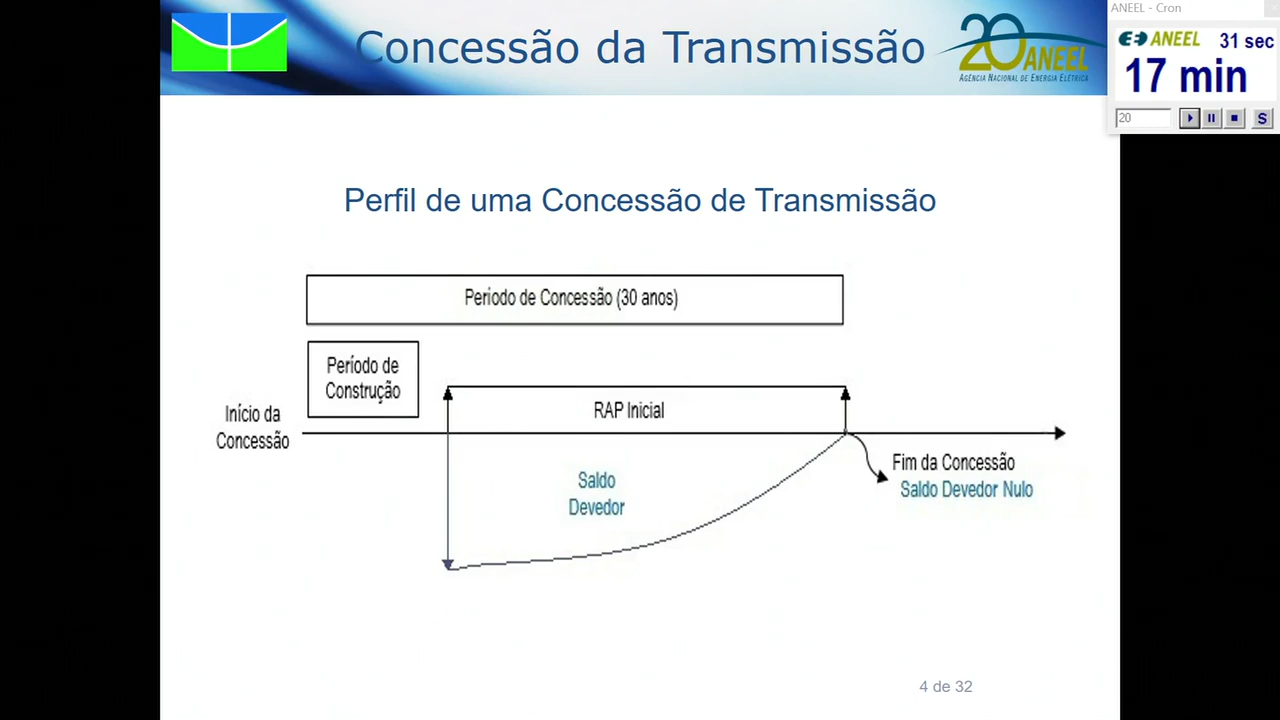 Concessão da Transmissão
20 ANEEL
AGÊNCIA NACIONAL DE ENERGIA ELÉTRICA
ANEEL - Cron
ANEEL
31 sec
17 min
20
S
Perfil de uma Concessão de Transmissão
Período de Concessão (30 anos)
Período de
Construção
Início da
Concessão
RAP Inicial
Saldo
Devedor
Fim da Concessão
Saldo Devedor Nulo
4 de 32